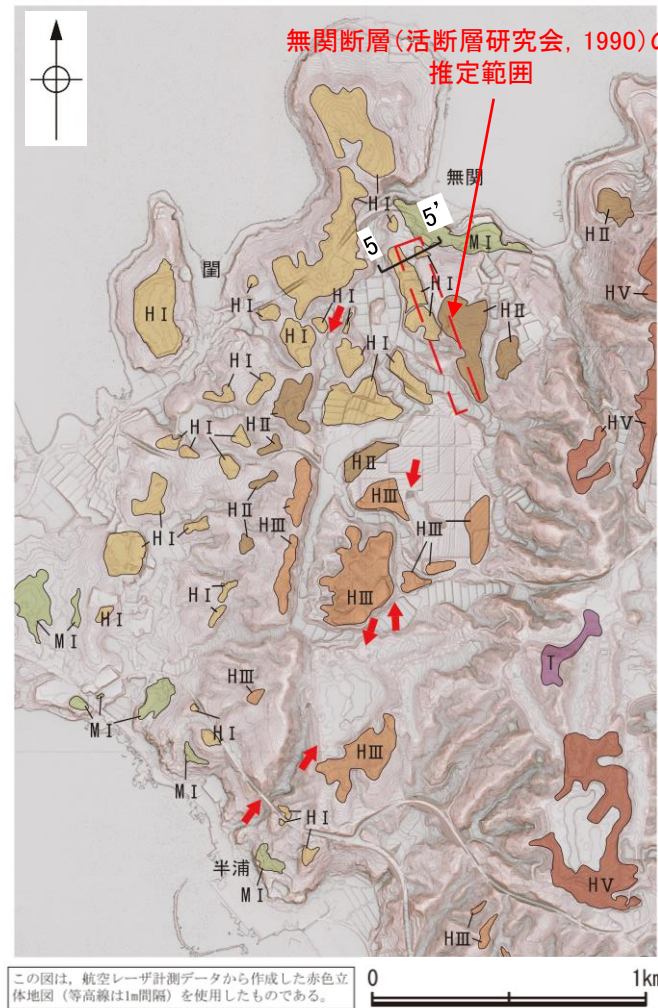 無関断層(活断層研究会, 1990)の
推定範囲
無関
HⅠ
5
5’
MⅠ
HⅡ
閨
HⅠ
HⅠ
HⅠ
HⅤ
HⅠ
HⅡ
HⅠ
HⅠ
HⅠ
HⅡ
HⅤ
HⅠ
HⅡ
HⅢ
HⅡ
HⅢ
HⅠ
HⅢ
HⅠ
HⅢ
HⅠ
MⅠ
T
HⅢ
MⅠ
HⅠ
HⅢ
MⅠ
HⅠ
半浦
MⅠ
HⅤ
HⅢ
この図は，航空レーザ計測データから作成した赤色立
体地図（等高線は1m間隔）を使用したものである。
0
1km